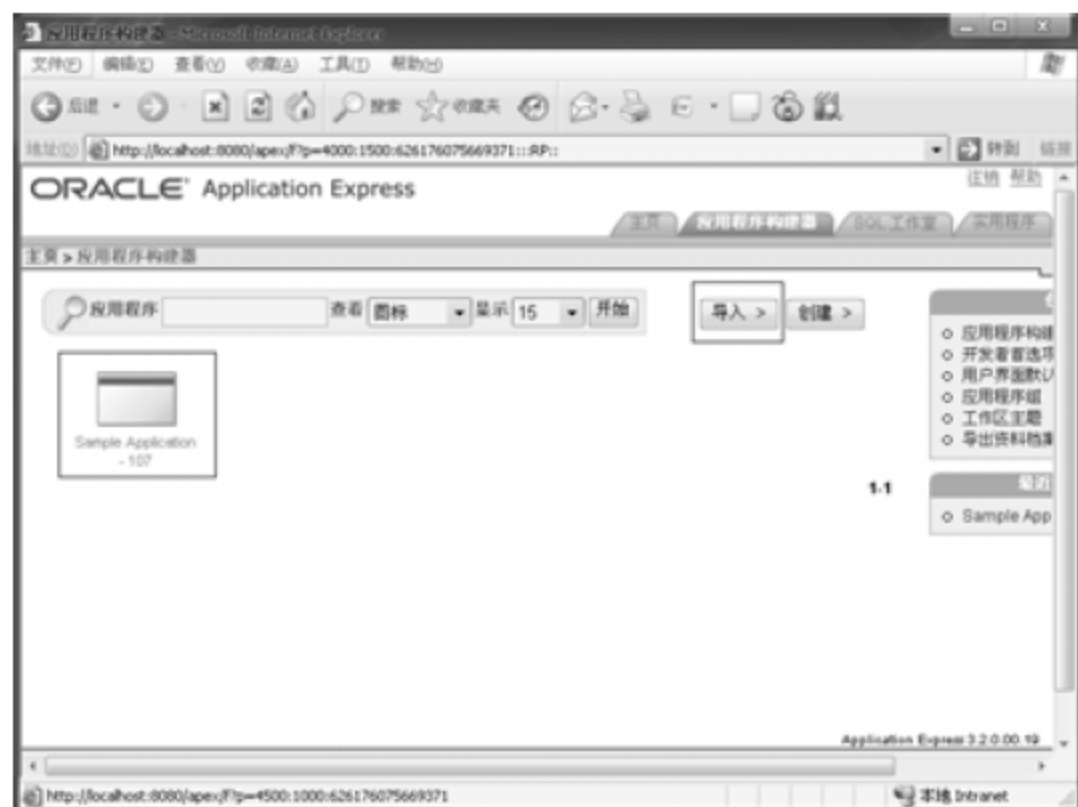 应用程序构建器 - Microsoft Internet Explorer
文件(F) 编辑(E) 查看(V) 收藏(A) 工具(T) 帮助(H)
后退 搜索 收藏夹
地址(D) http://localhost:8080/apex/f?p=4000:1500:626176075669371:::RP:: 转到 链接
ORACLE Application Express
注销 帮助
主页 应用程序构建器 SQL 工作室 实用程序
主页 > 应用程序构建器
应用程序 查看 图标 显示 15 开始 导入 > 创建 >
应用程序构建
开发者首选项
用户界面默认
应用程序组
工作区主题
导出资料档案
Sample Application
- 107
1-1
最近
Sample App
Application Express 3.2.0.00.19
http://localhost:8080/apex/f?p=4500:1000:626176075669371 本地 Intranet